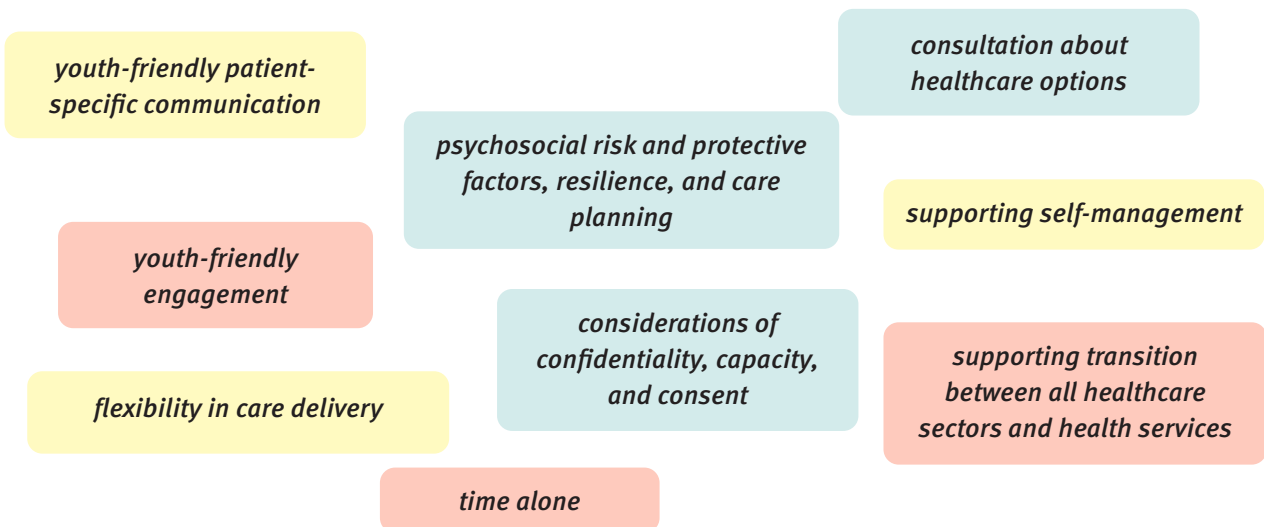 youth-friendly patient-
specific communication
consultation about
healthcare options
psychosocial risk and protective
factors, resilience, and care
planning
supporting self-management
youth-friendly
engagement
considerations of
confidentiality, capacity,
and consent
supporting transition
between all healthcare
sectors and health services
flexibility in care delivery
time alone